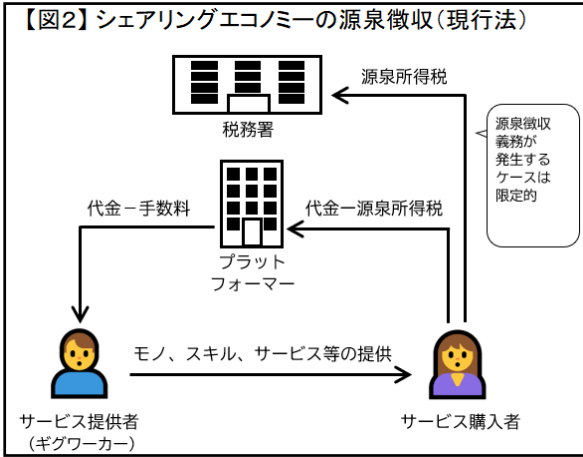 【図2】シェアリングエコノミーの源泉徴収(現行法)
源泉所得税
税務署
源泉徴収
義務が
発生する
ケースは
限定的
代金－手数料
代金－源泉所得税
プラット
フォーマー
モノ、スキル、サービス等の提供
サービス提供者
(ギグワーカー)
サービス購入者